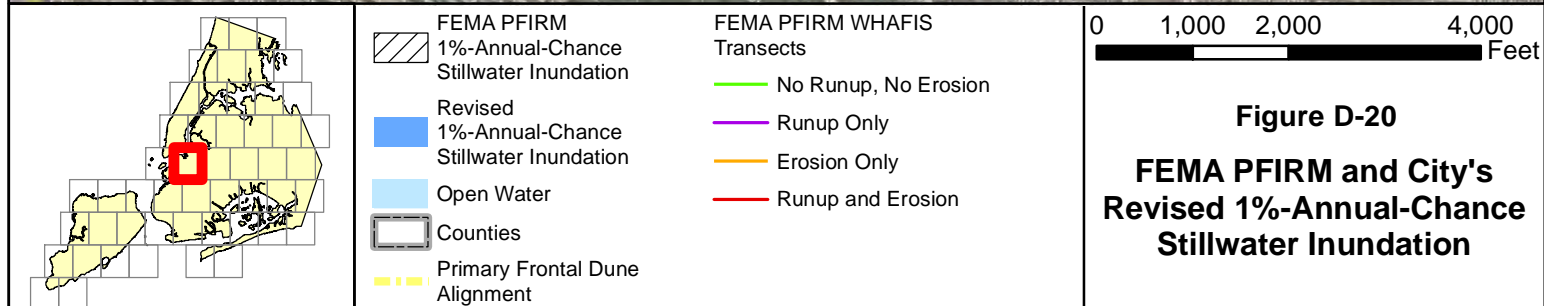 FEMA PFIRM
1%-Annual-Chance
Stillwater Inundation
Revised
1%-Annual-Chance
Stillwater Inundation
Open Water
Counties
Primary Frontal Dune
Alignment
FEMA PFIRM WHAFIS
Transects
No Runup, No Erosion
Runup Only
Erosion Only
Runup and Erosion
0 1,000 2,000 4,000
Feet
Figure D-20
FEMA PFIRM and City's
Revised 1%-Annual-Chance
Stillwater Inundation